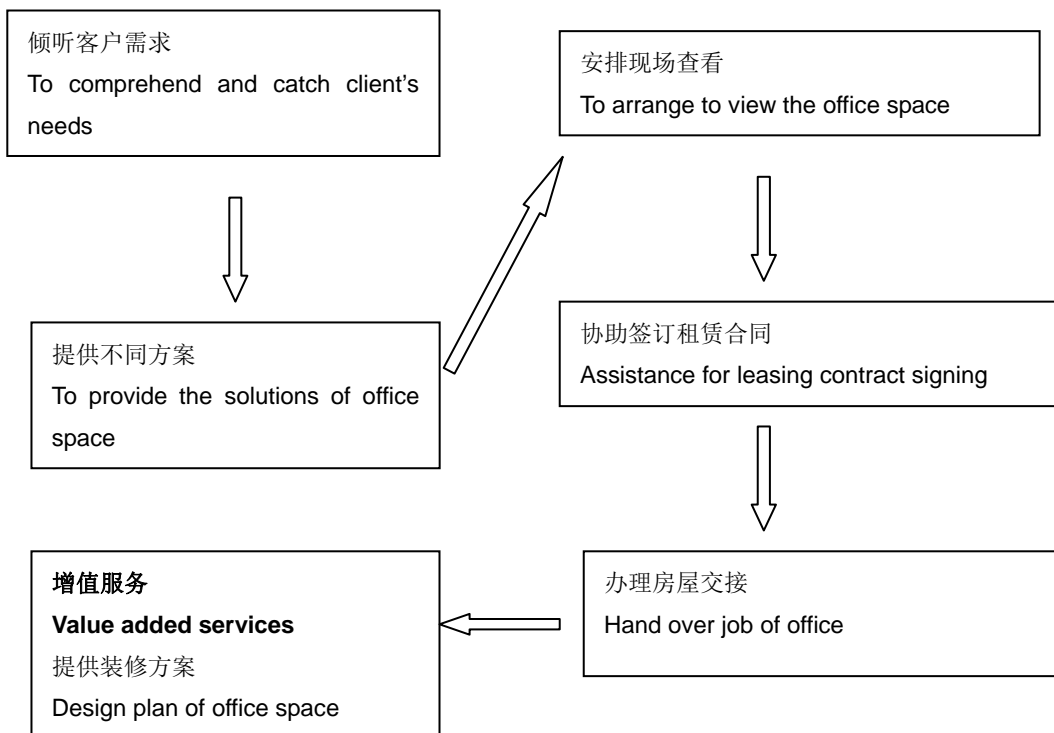 倾听客户需求
To comprehend and catch client's
needs
提供不同方案
To provide the solutions of office
space
安排现场查看
To arrange to view the office space
协助签订租赁合同
Assistance for leasing contract signing
办理房屋交接
Hand over job of office
增值服务
Value added services
提供装修方案
Design plan of office space